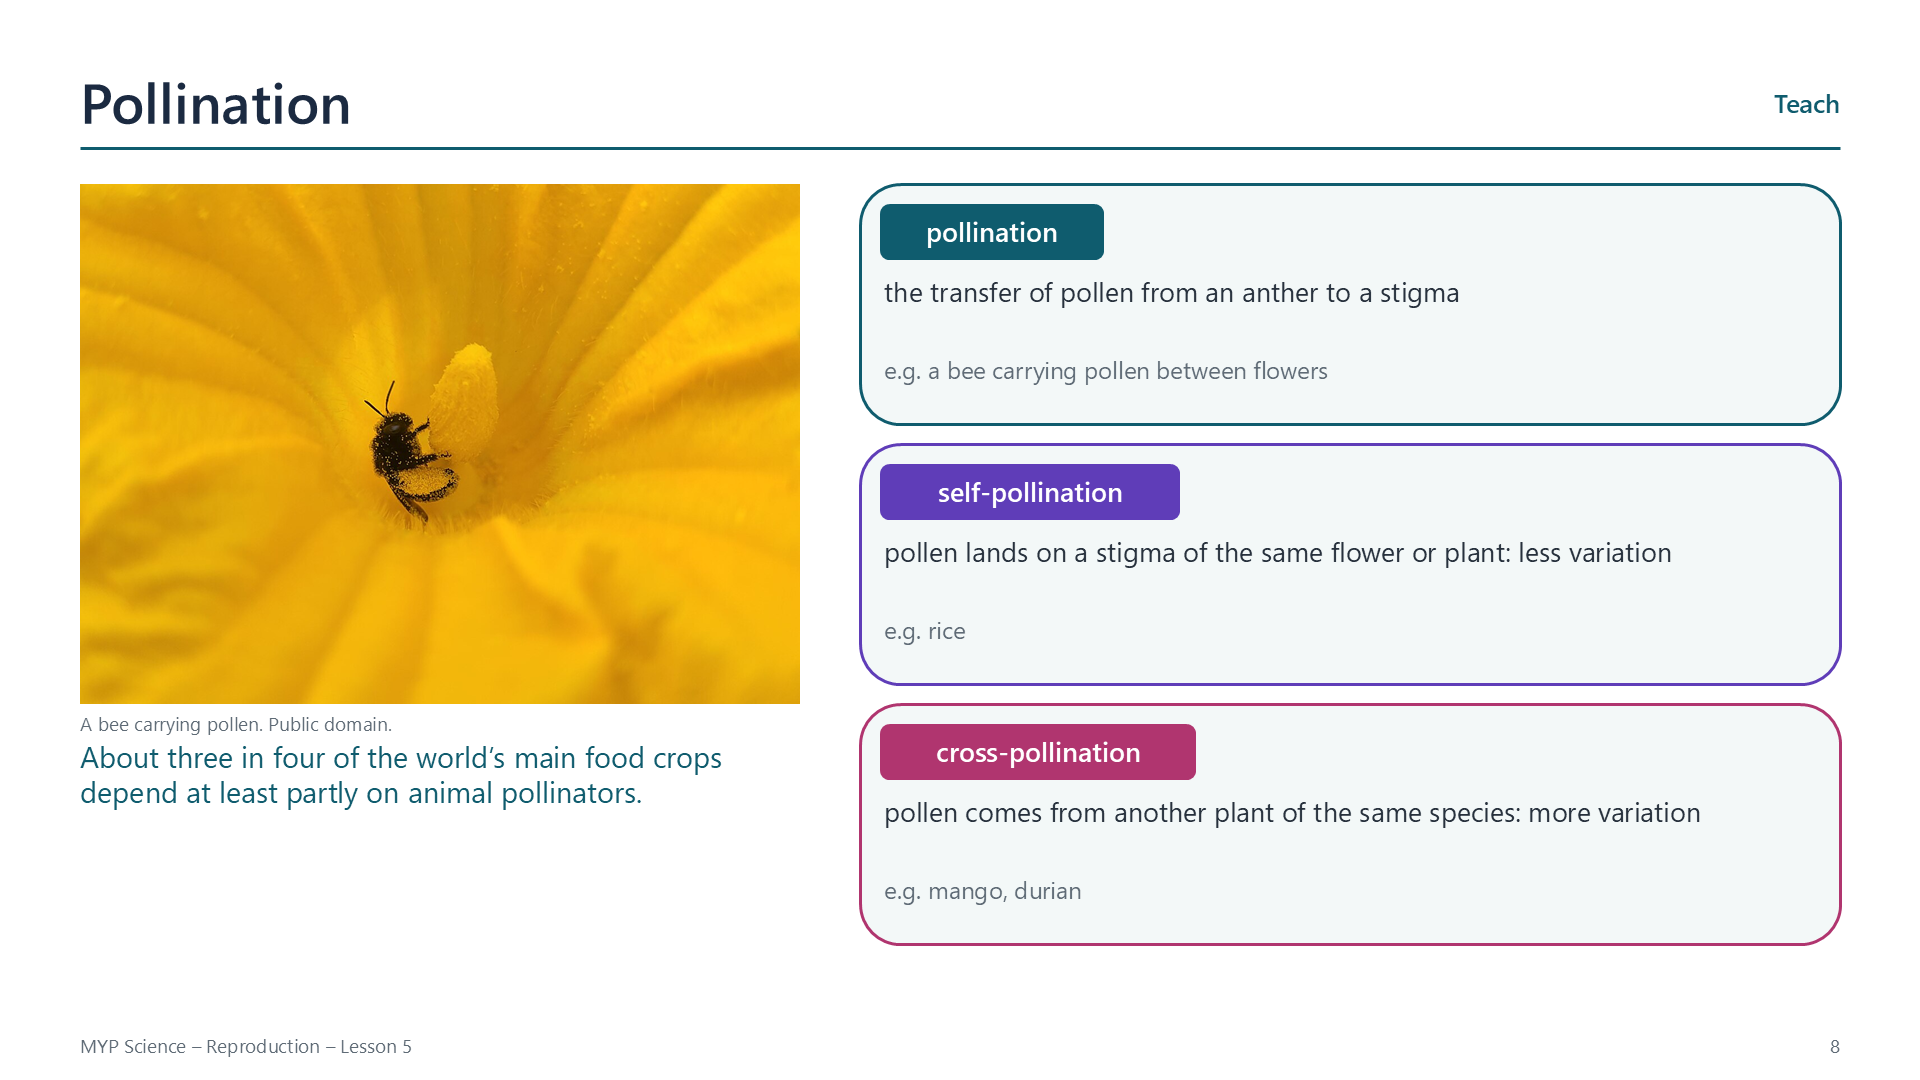 Pollination
Teach
A bee carrying pollen. Public domain.
About three in four of the world’s main food crops
depend at least partly on animal pollinators.
pollination
the transfer of pollen from an anther to a stigma
e.g. a bee carrying pollen between flowers
self-pollination
pollen lands on a stigma of the same flower or plant: less variation
e.g. rice
cross-pollination
pollen comes from another plant of the same species: more variation
e.g. mango, durian
MYP Science – Reproduction – Lesson 5
8